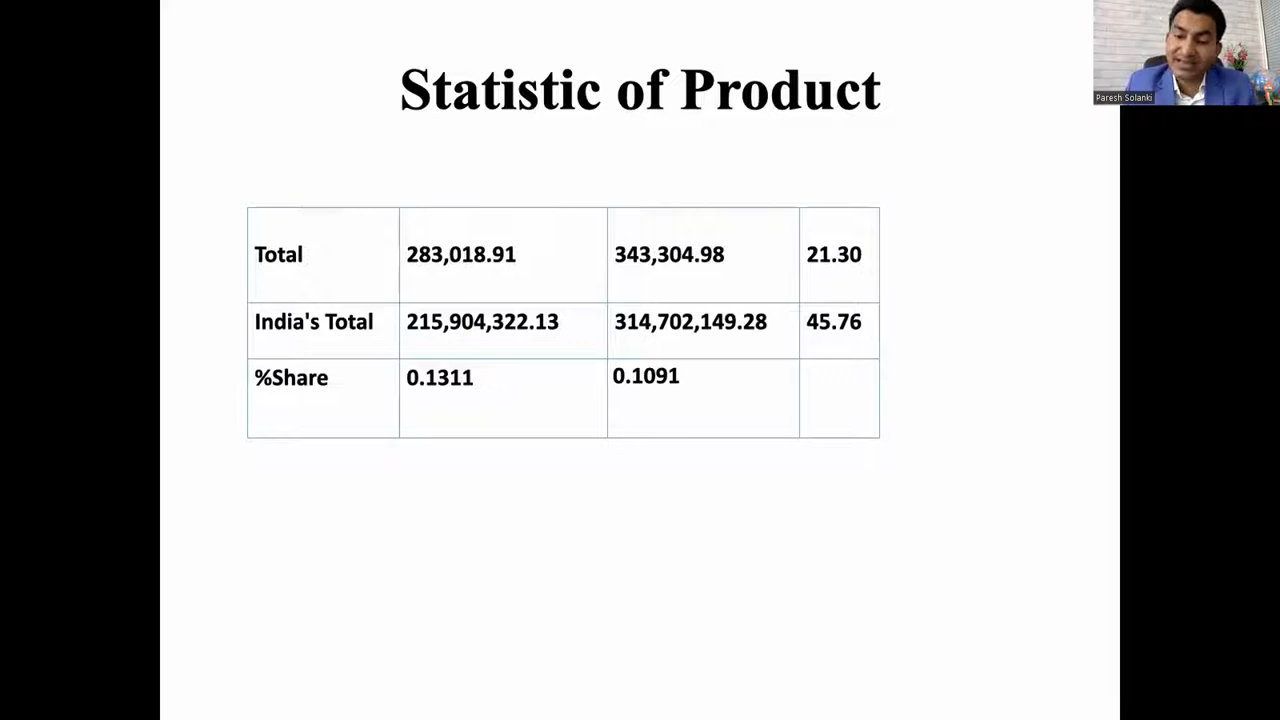 Statistic of Product
Paresh Solanki
Total 283,018.91 343,304.98 21.30
India's Total 215,904,322.13 314,702,149.28 45.76
%Share 0.1311 0.1091